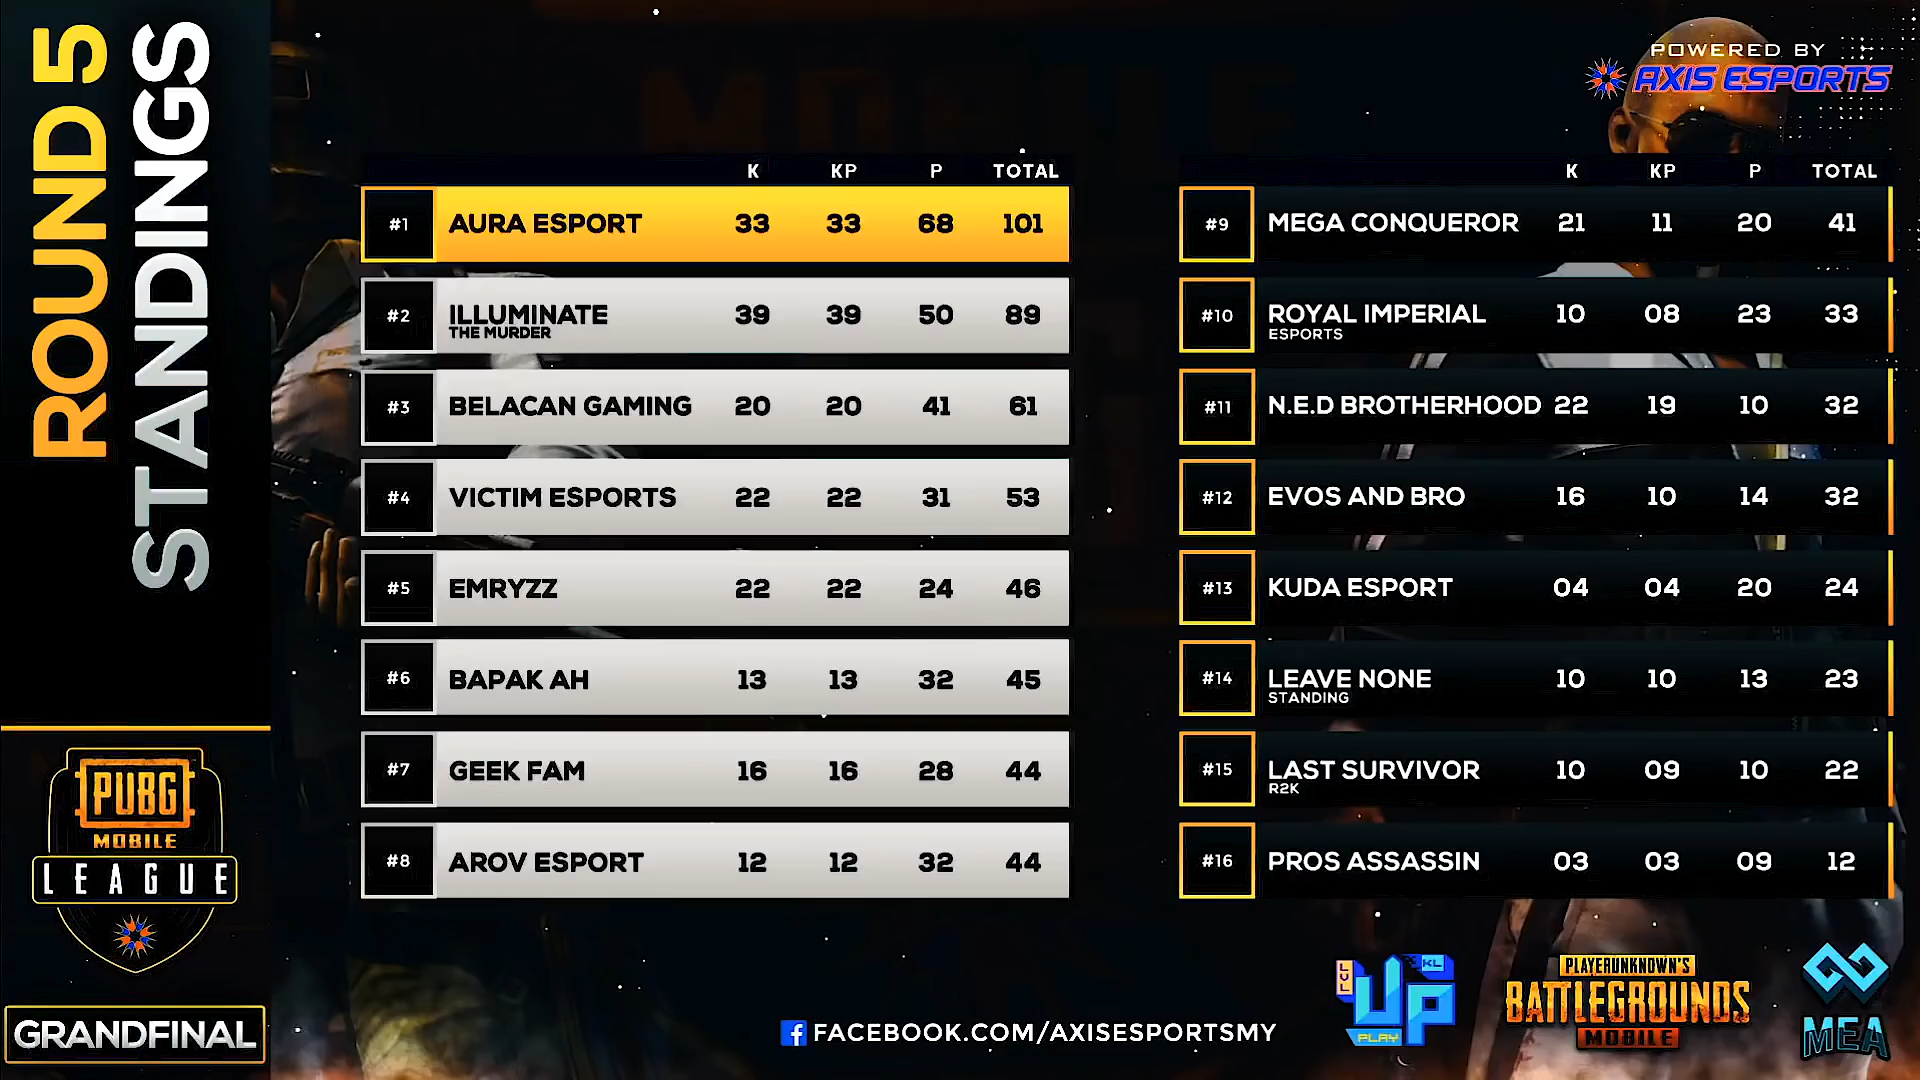 ROUND 5
STANDINGS
POWERED BY
AXIS ESPORTS
K KP P TOTAL
#1 AURA ESPORT 33 33 68 101
#2 ILLUMINATE 39 39 50 89
THE MURDER
#3 BELACAN GAMING 20 20 41 61
#4 VICTIM ESPORTS 22 22 31 53
#5 EMRYZZ 22 22 24 46
#6 BAPAK AH 13 13 32 45
#7 GEEK FAM 16 16 28 44
#8 AROV ESPORT 12 12 32 44
K KP P TOTAL
#9 MEGA CONQUEROR 21 11 20 41
#10 ROYAL IMPERIAL 10 08 23 33
ESPORTS
#11 N.E.D BROTHERHOOD 22 19 10 32
#12 EVOS AND BRO 16 10 14 32
#13 KUDA ESPORT 04 04 20 24
#14 LEAVE NONE 10 10 13 23
STANDING
#15 LAST SURVIVOR 10 09 10 22
R2K
#16 PROS ASSASSIN 03 03 09 12
PUBG
MOBILE
LEAGUE
GRANDFINAL
FACEBOOK.COM/AXISESPORTSMY
LVL
UP
KL
PLAY
PLAYERUNKNOWN'S
BATTLEGROUNDS
MOBILE
MEA